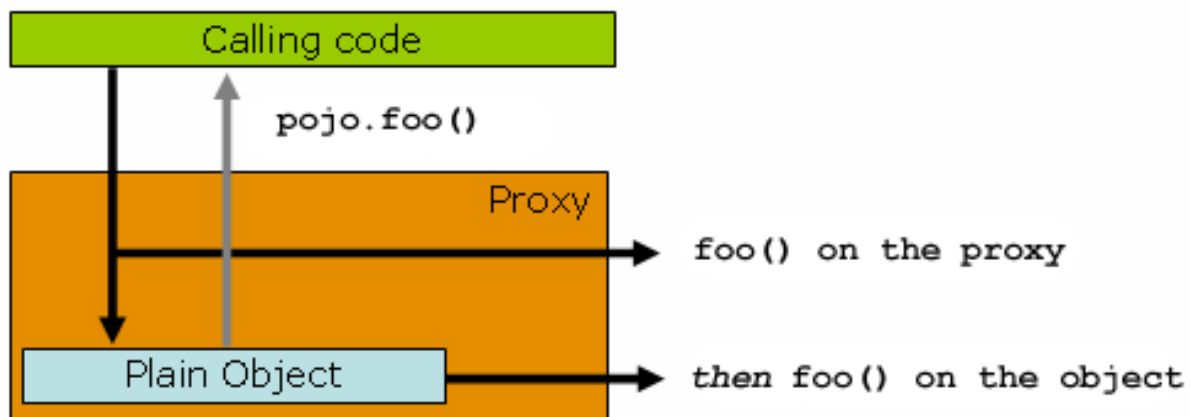 Calling code
pojo.foo()
Proxy
foo() on the proxy
Plain Object
then foo() on the object